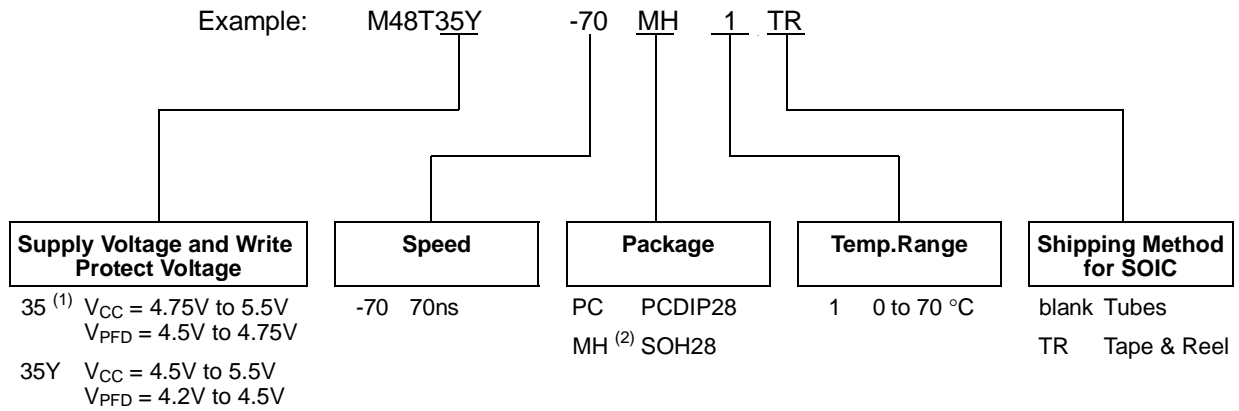 Example: M48T35Y -70 MH 1 TR
Supply Voltage and Write
Protect Voltage
35 (1) VCC = 4.75V to 5.5V
VPFD = 4.5V to 4.75V
35Y VCC = 4.5V to 5.5V
VPFD = 4.2V to 4.5V
Speed
-70 70ns
Package
PC PCDIP28
MH (2) SOH28
Temp.Range
1 0 to 70 °C
Shipping Method
for SOIC
blank Tubes
TR Tape & Reel